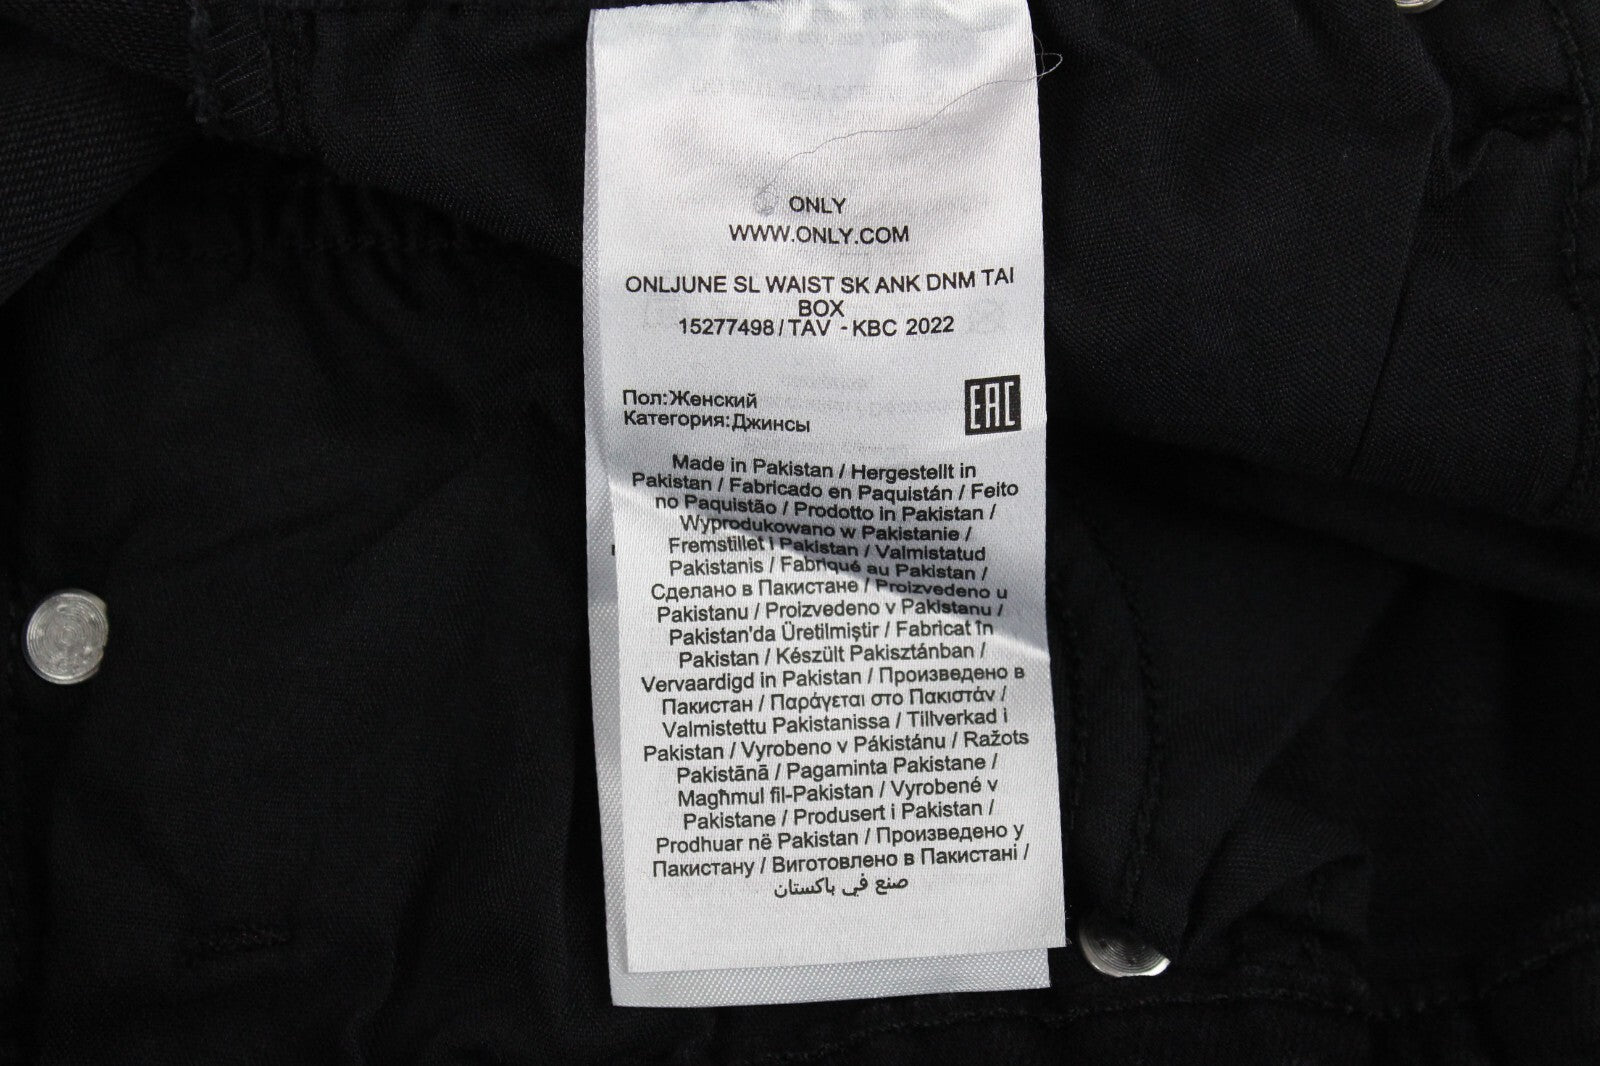 ONLY
WWW.ONLY.COM
ONLJUNE SL WAIST SK ANK DNM TAI
BOX
15277498/TAV - KBC 2022
Пол:Женский
Категория:Джинсы
EAC
Made in Pakistan / Hergestellt in
Pakistan / Fabricado en Paquistán / Feito
no Paquistão / Prodotto in Pakistan /
Wyprodukowano w Pakistanie /
Fremstillet i Pakistan / Valmistatud
Pakistanis / Fabriqué au Pakistan /
Сделано в Пакистане / Proizvedeno u
Pakistanu / Proizvedeno v Pakistanu /
Pakistan'da Üretilmiştir / Fabricat în
Pakistan / Készült Pakisztánban /
Vervaardigd in Pakistan / Произведено в
Пакистан / Παράγεται στο Πακιστάν /
Valmistettu Pakistanissa / Tillverkad i
Pakistan / Vyrobeno v Pákistánu / Ražots
Pakistānā / Pagaminta Pakistane /
Magħmul fil-Pakistan / Vyrobené v
Pakistane / Produsert i Pakistan /
Prodhuar në Pakistan / Произведено у
Пакистану / Виготовлено в Пакистані /
صنع في باكستان